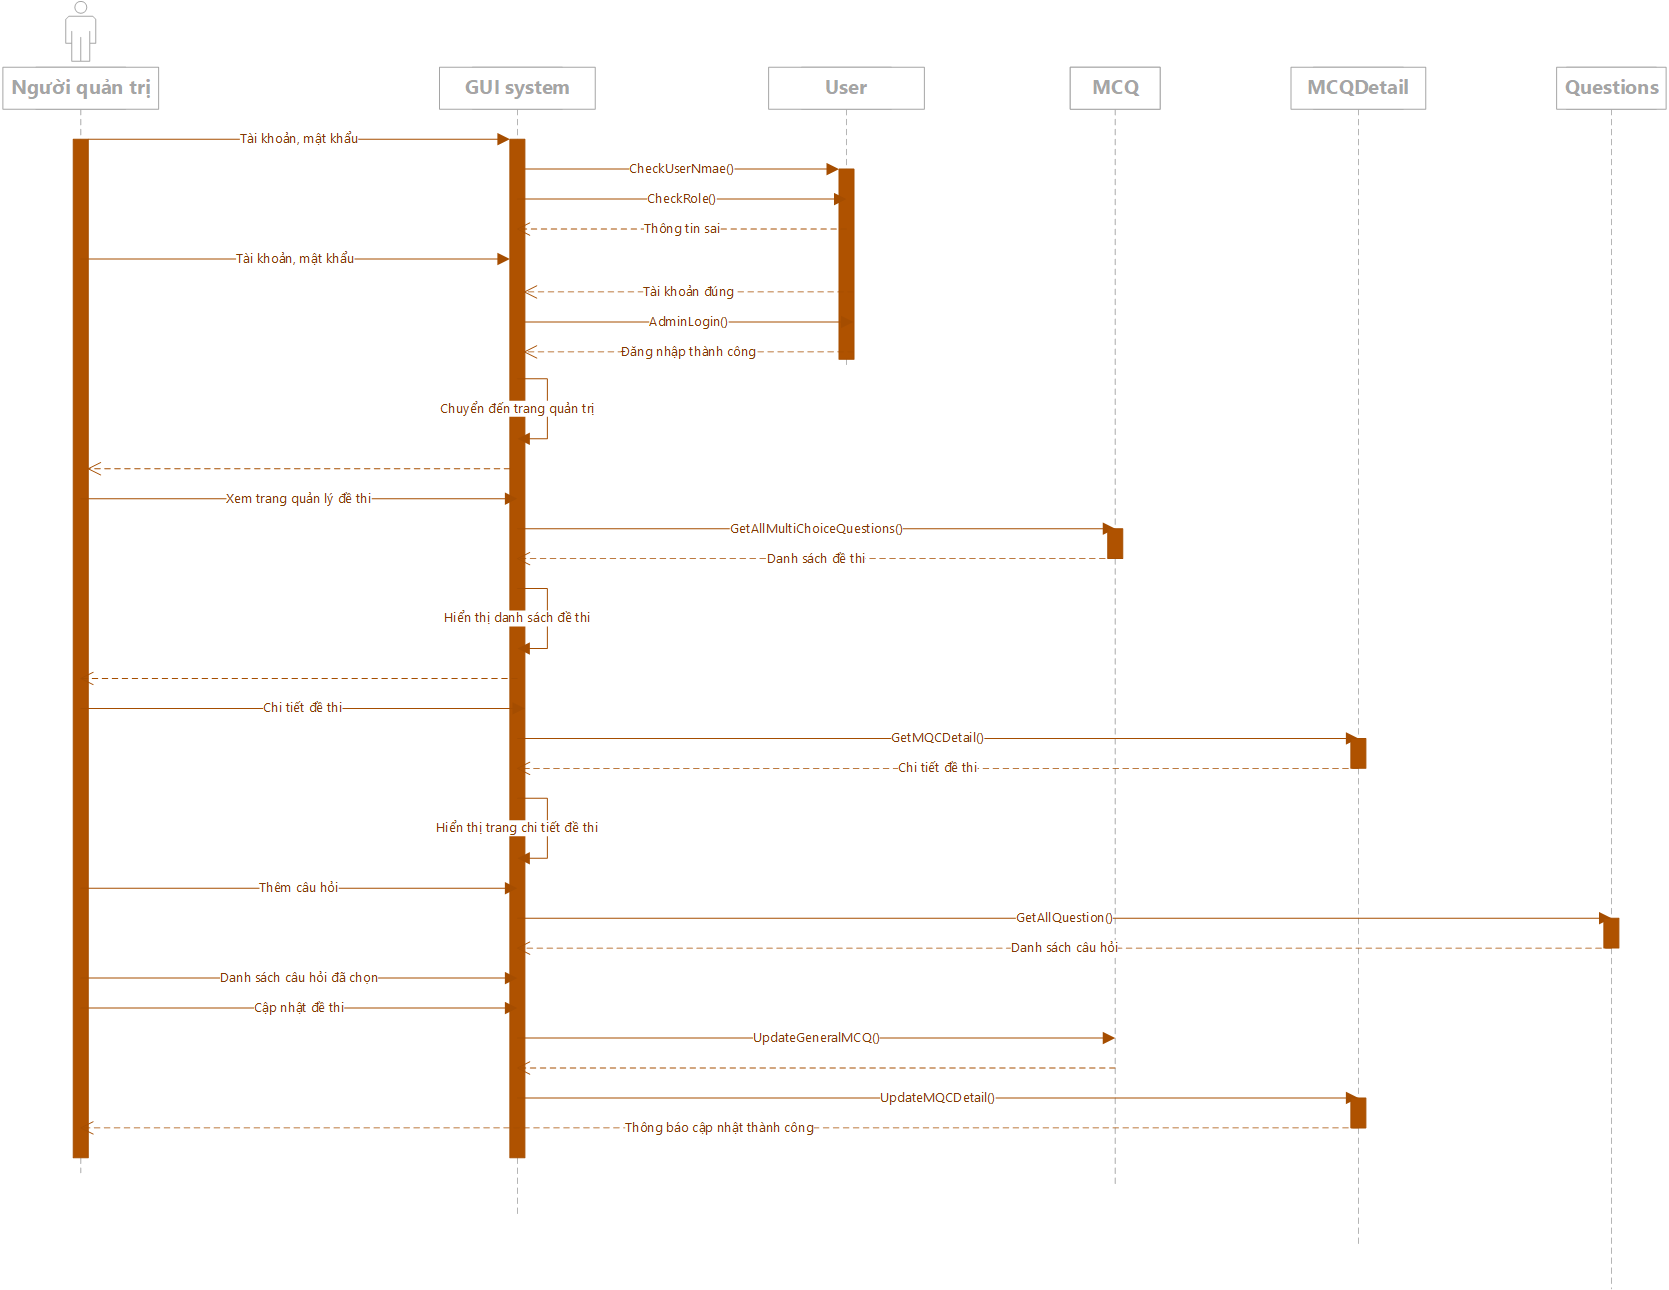 Người quản trị
GUI system
User
MCQ
MCQDetail
Questions
Tài khoản, mật khẩu
CheckUserNmae()
CheckRole()
Thông tin sai
Tài khoản, mật khẩu
Tài khoản đúng
AdminLogin()
Đăng nhập thành công
Chuyển đến trang quản trị
Xem trang quản lý đề thi
GetAllMultiChoiceQuestions()
Danh sách đề thi
Hiển thị danh sách đề thi
Chi tiết đề thi
GetMQCDetail()
Chi tiết đề thi
Hiển thị trang chi tiết đề thi
Thêm câu hỏi
GetAllQuestion()
Danh sách câu hỏi
Danh sách câu hỏi đã chọn
Cập nhật đề thi
UpdateGeneralMCQ()
UpdateMQCDetail()
Thông báo cập nhật thành công